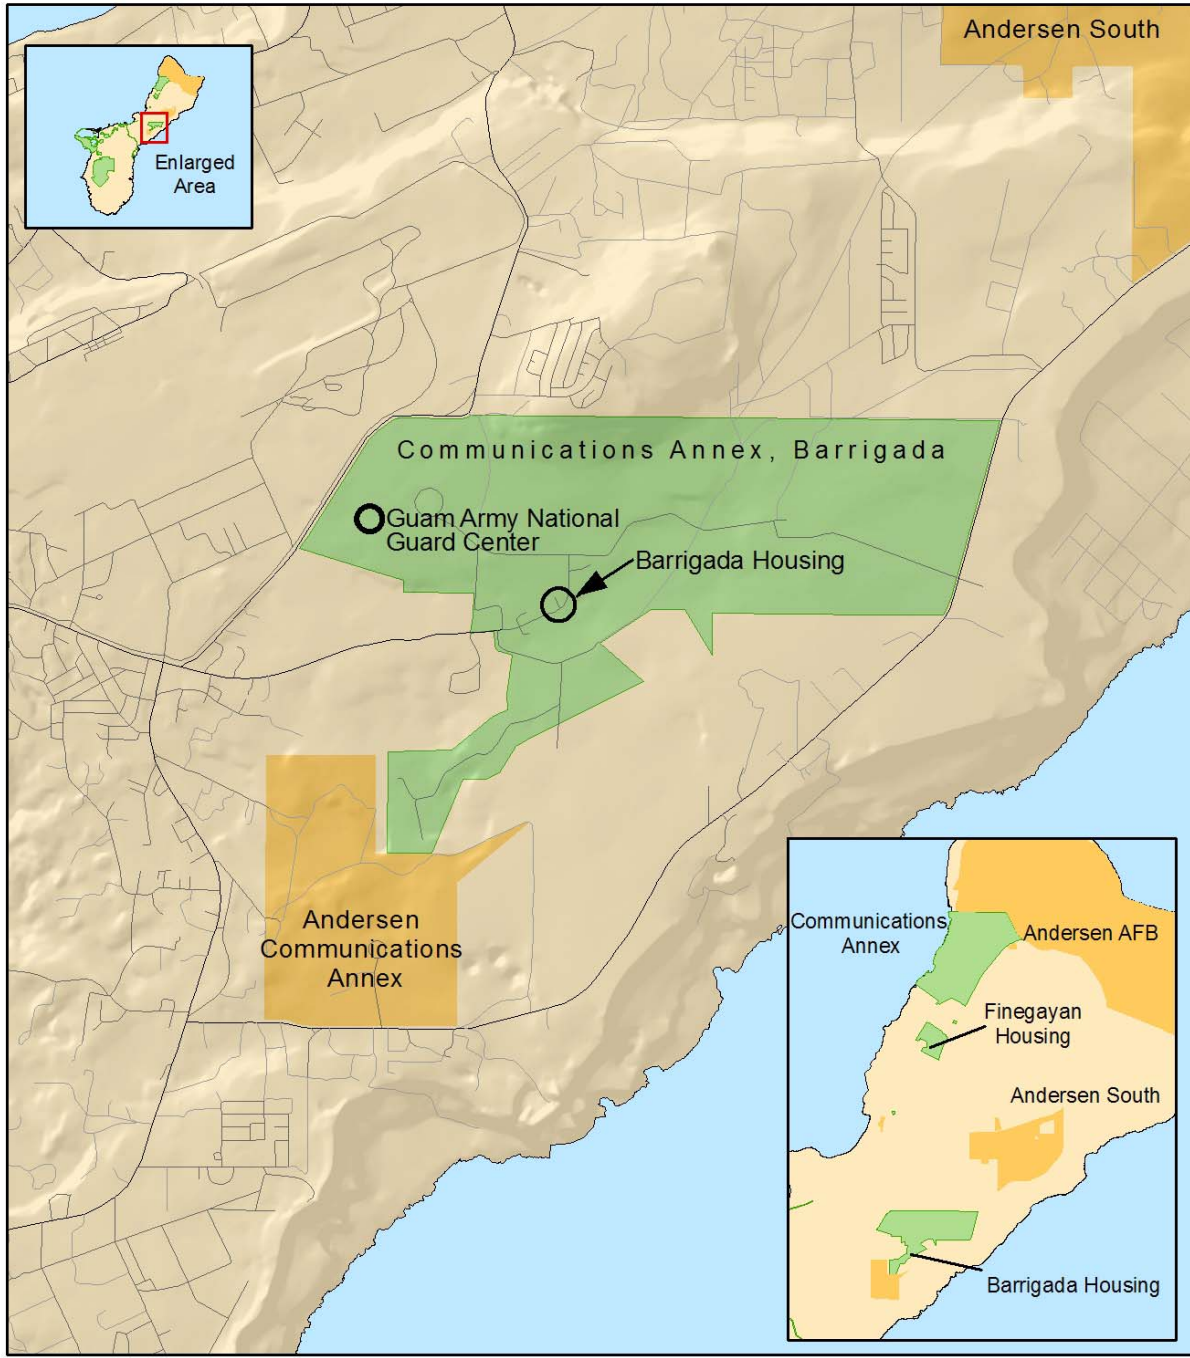 Andersen South
Enlarged
Area
Communications Annex, Barrigada
Guam Army National
Guard Center
Barrigada Housing
Andersen
Communications
Annex
Communications
Annex
Andersen AFB
Finegayan
Housing
Andersen South
Barrigada Housing